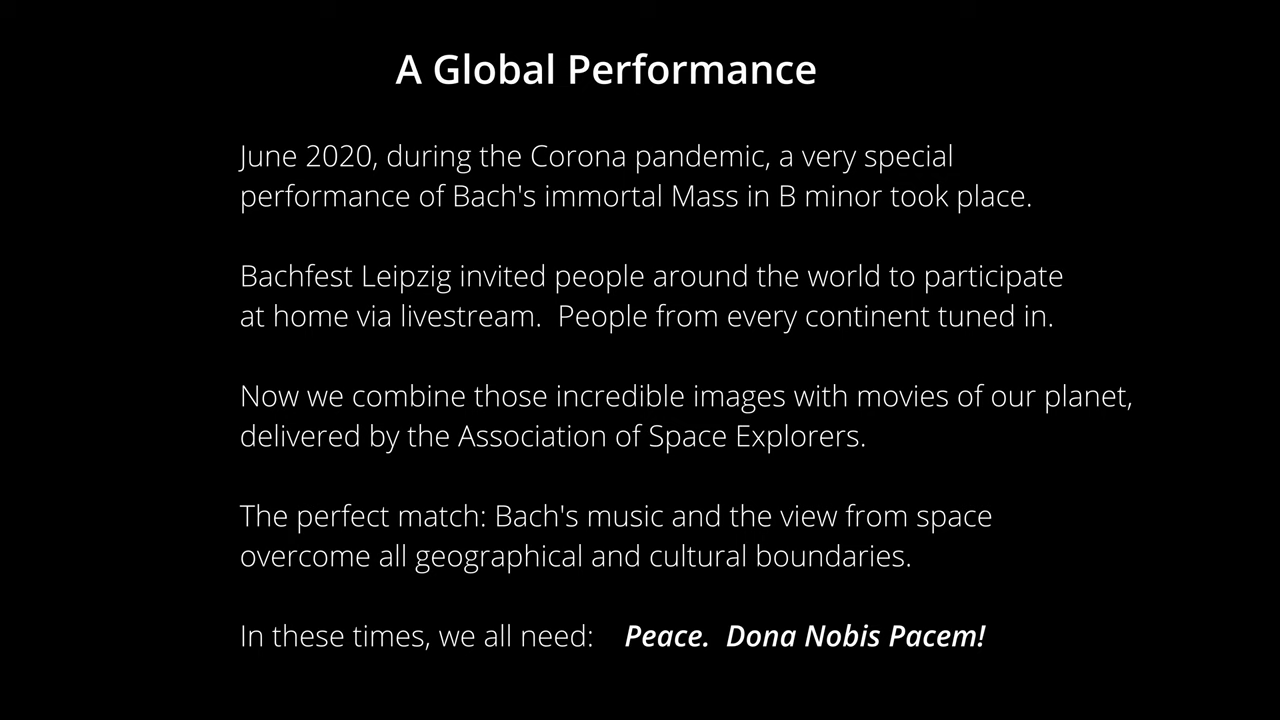 A Global Performance
June 2020, during the Corona pandemic, a very special
performance of Bach's immortal Mass in B minor took place.
Bachfest Leipzig invited people around the world to participate
at home via livestream.  People from every continent tuned in.
Now we combine those incredible images with movies of our planet,
delivered by the Association of Space Explorers.
The perfect match: Bach's music and the view from space
overcome all geographical and cultural boundaries.
In these times, we all need:   Peace.  Dona Nobis Pacem!